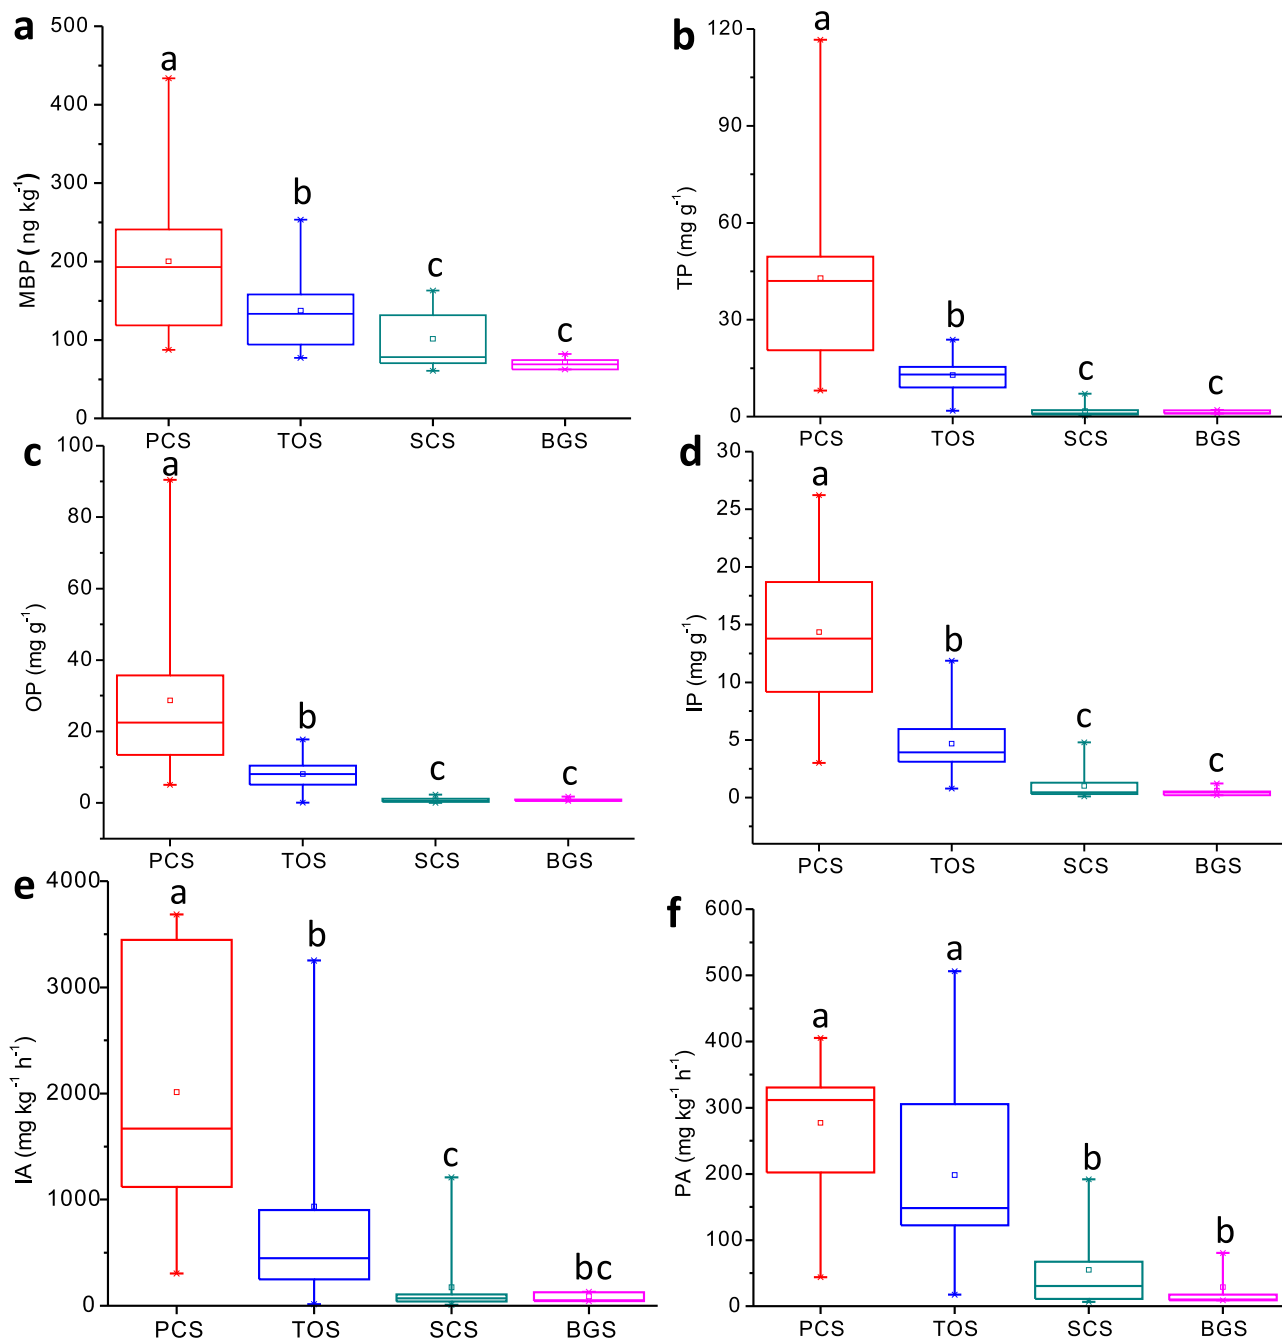 a
500
400
300
200
100
0
MBP (ng kg⁻¹)
a
b
c
c
PCS TOS SCS BGS
b
120
90
60
30
0
TP (mg g⁻¹)
a
b
c
c
PCS TOS SCS BGS
c
100
80
60
40
20
0
OP (mg g⁻¹)
a
b
c
c
PCS TOS SCS BGS
d
30
25
20
15
10
5
0
IP (mg g⁻¹)
a
b
c
c
PCS TOS SCS BGS
e
4000
3000
2000
1000
0
IA (mg kg⁻¹ h⁻¹)
a
b
c
bc
PCS TOS SCS BGS
f
600
500
400
300
200
100
0
PA (mg kg⁻¹ h⁻¹)
a
a
b
b
PCS TOS SCS BGS